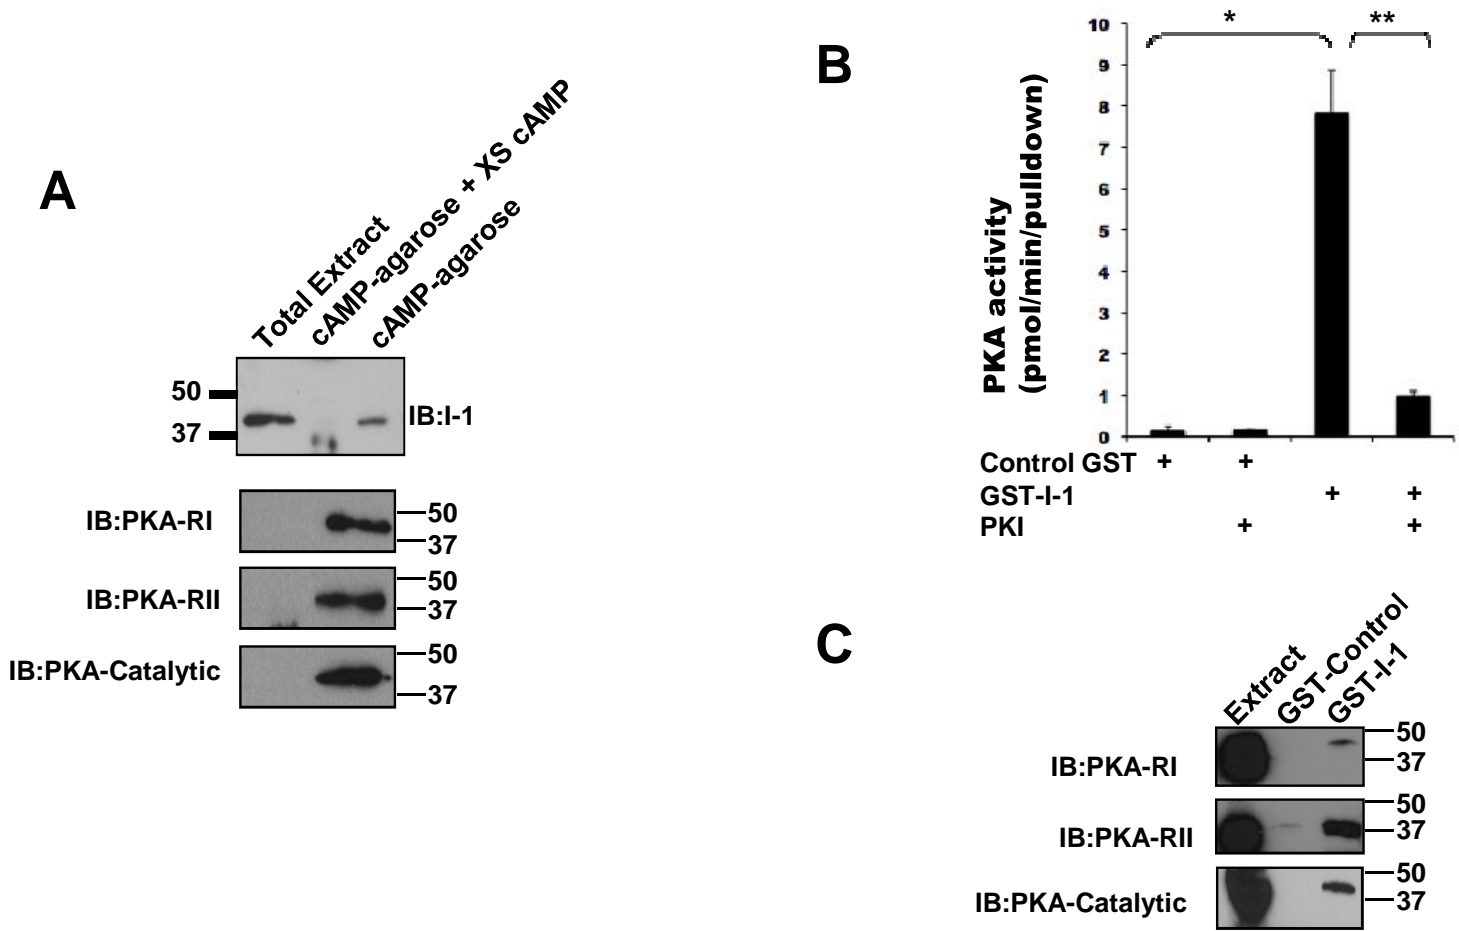 A
Total Extract
cAMP-agarose + XS cAMP
cAMP-agarose
50
37
IB:I-1
IB:PKA-RI
50
37
IB:PKA-RII
50
37
IB:PKA-Catalytic
50
37
B
PKA activity
(pmol/min/pulldown)
10
9
8
7
6
5
4
3
2
1
0
*
**
Control GST + +
GST-I-1 + +
PKI + +
C
Extract
GST-Control
GST-I-1
IB:PKA-RI
50
37
IB:PKA-RII
50
37
IB:PKA-Catalytic
50
37